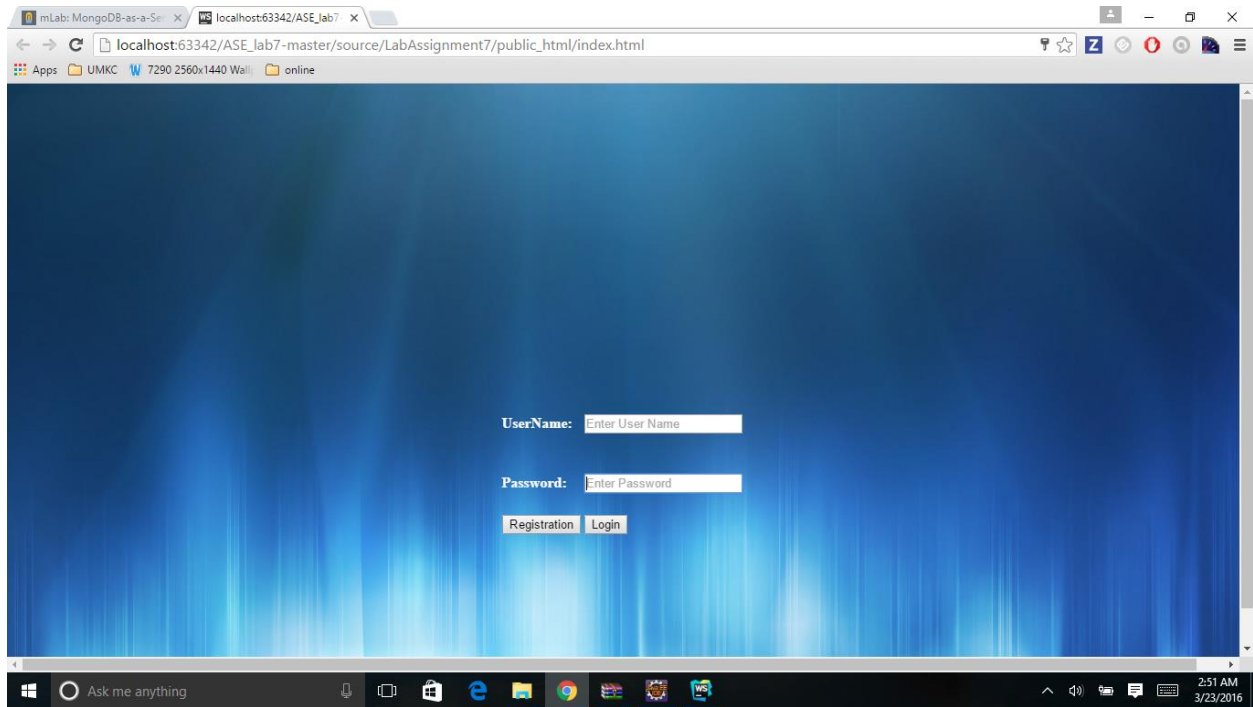 mLab: MongoDB-as-a-Ser
WS localhost:63342/ASE_lab7-
localhost:63342/ASE_lab7-master/source/LabAssignment7/public_html/index.html
Z
Apps UMKC W 7290 2560x1440 Wall online
UserName: Enter User Name
Password: Enter Password
Registration Login
Ask me anything
WS
2:51 AM
3/23/2016